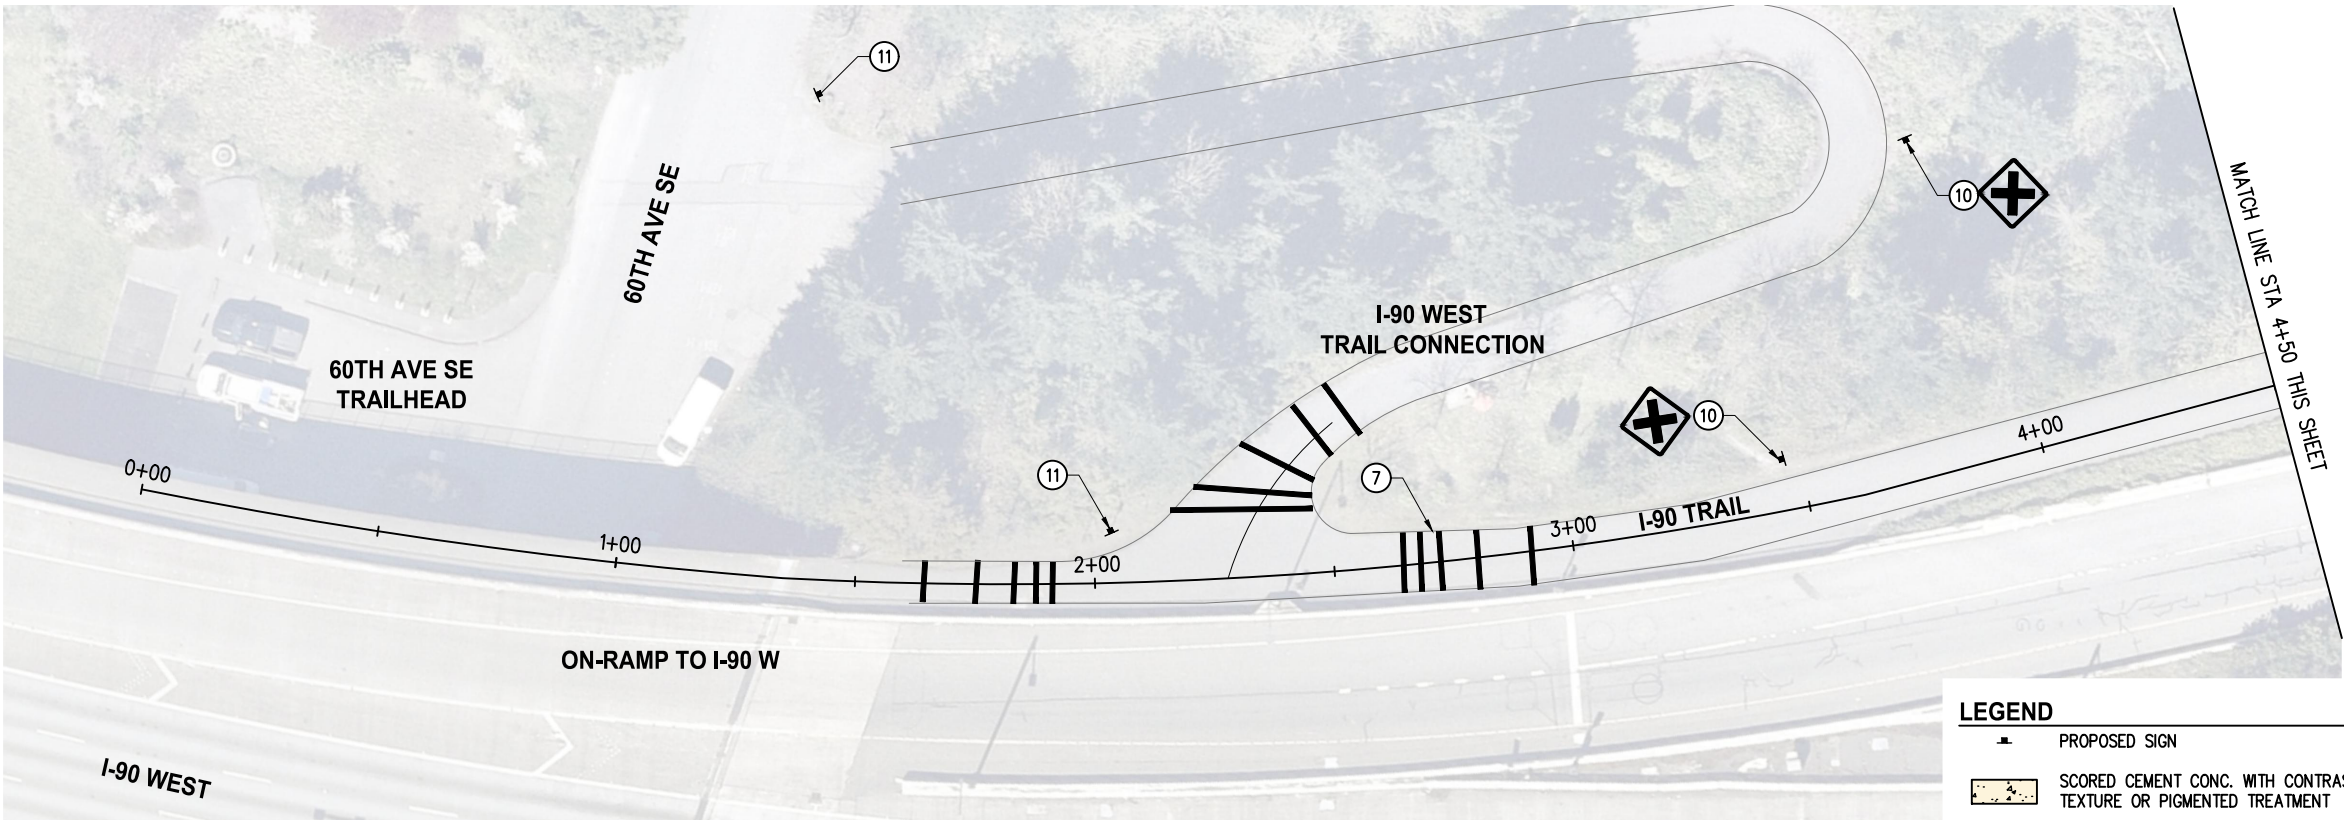 11
10
MATCH LINE STA 4+50 THIS SHEET
60TH AVE SE
I-90 WEST
TRAIL CONNECTION
60TH AVE SE
TRAILHEAD
10
11
7
0+00
1+00
2+00
3+00
I-90 TRAIL
4+00
ON-RAMP TO I-90 W
I-90 WEST
LEGEND
PROPOSED SIGN
SCORED CEMENT CONC. WITH CONTRAS
TEXTURE OR PIGMENTED TREATMENT